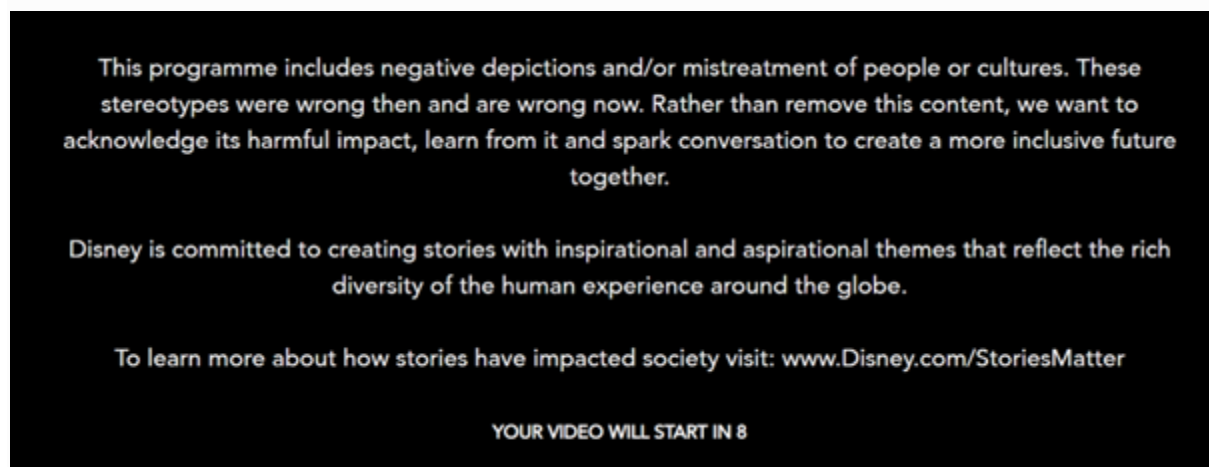 This programme includes negative depictions and/or mistreatment of people or cultures. These
stereotypes were wrong then and are wrong now. Rather than remove this content, we want to
acknowledge its harmful impact, learn from it and spark conversation to create a more inclusive future
together.
Disney is committed to creating stories with inspirational and aspirational themes that reflect the rich
diversity of the human experience around the globe.
To learn more about how stories have impacted society visit: www.Disney.com/StoriesMatter
YOUR VIDEO WILL START IN 8